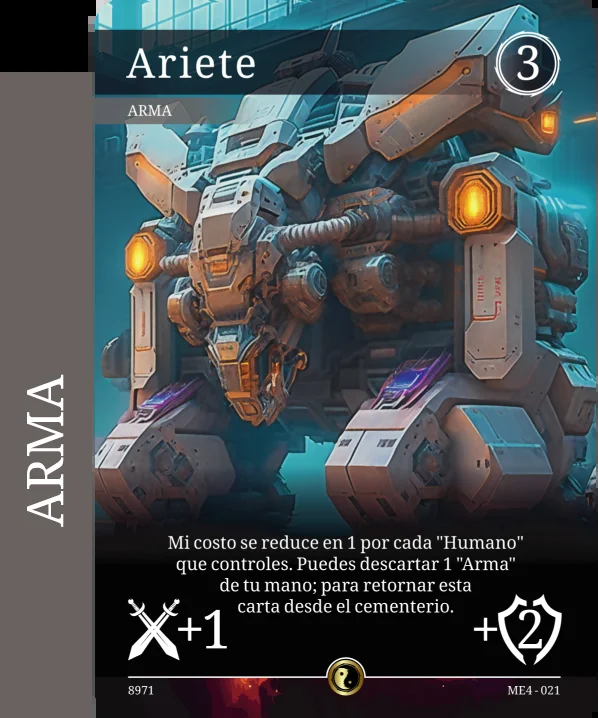 Ariete
3
ARMA
ARMA
Mi costo se reduce en 1 por cada "Humano"
que controles. Puedes descartar 1 "Arma"
de tu mano; para retornar esta
carta desde el cementerio.
+1
+2
8971
ME4 - 021